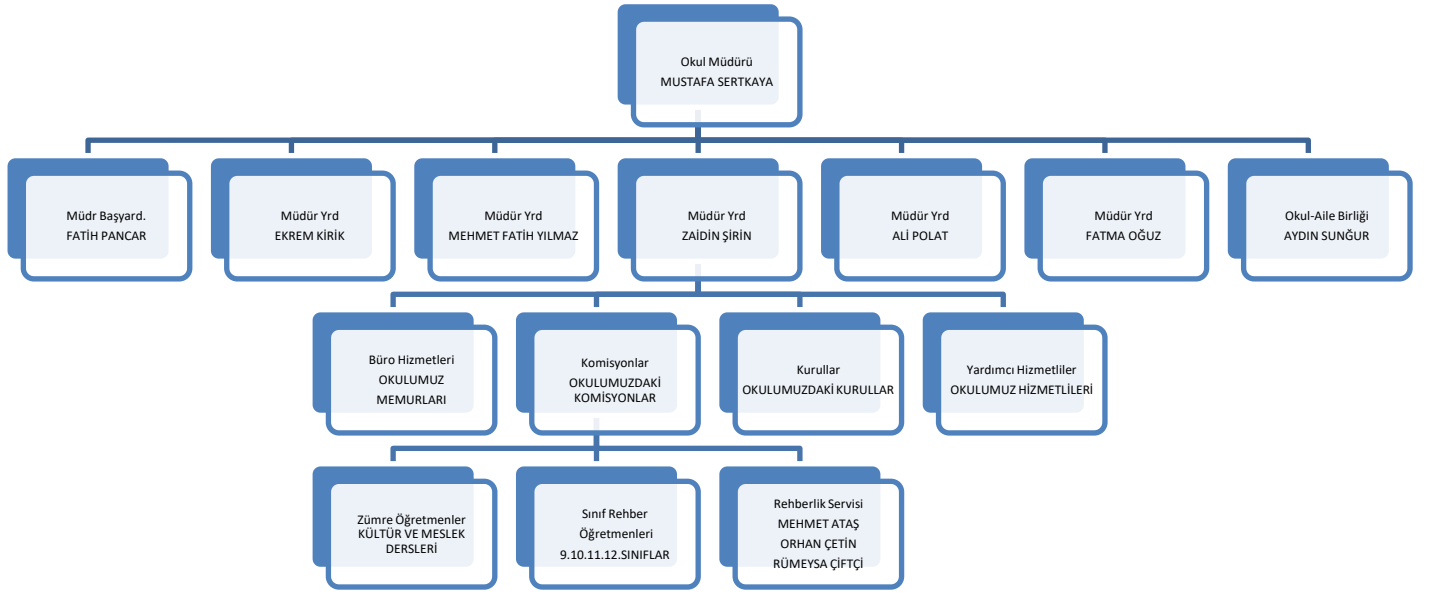 Okul Müdürü
MUSTAFA SERTKAYA
Müdr Başyard.
FATİH PANCAR
Müdür Yrd
EKREM KİRİK
Müdür Yrd
MEHMET FATİH YILMAZ
Müdür Yrd
ZAİDİN ŞİRİN
Müdür Yrd
ALİ POLAT
Müdür Yrd
FATMA OĞUZ
Okul-Aile Birliği
AYDIN SUNĞUR
Büro Hizmetleri
OKULUMUZ
MEMURLARI
Komisyonlar
OKULUMUZDAKİ
KOMİSYONLAR
Kurullar
OKULUMUZDAKİ KURULLAR
Yardımcı Hizmetliler
OKULUMUZ HİZMETLİLERİ
Zümre Öğretmenler
KÜLTÜR VE MESLEK
DERSLERİ
Sınıf Rehber
Öğretmenleri
9.10.11.12.SINIFLAR
Rehberlik Servisi
MEHMET ATAŞ
ORHAN ÇETİN
RÜMEYSA ÇİFTÇİ